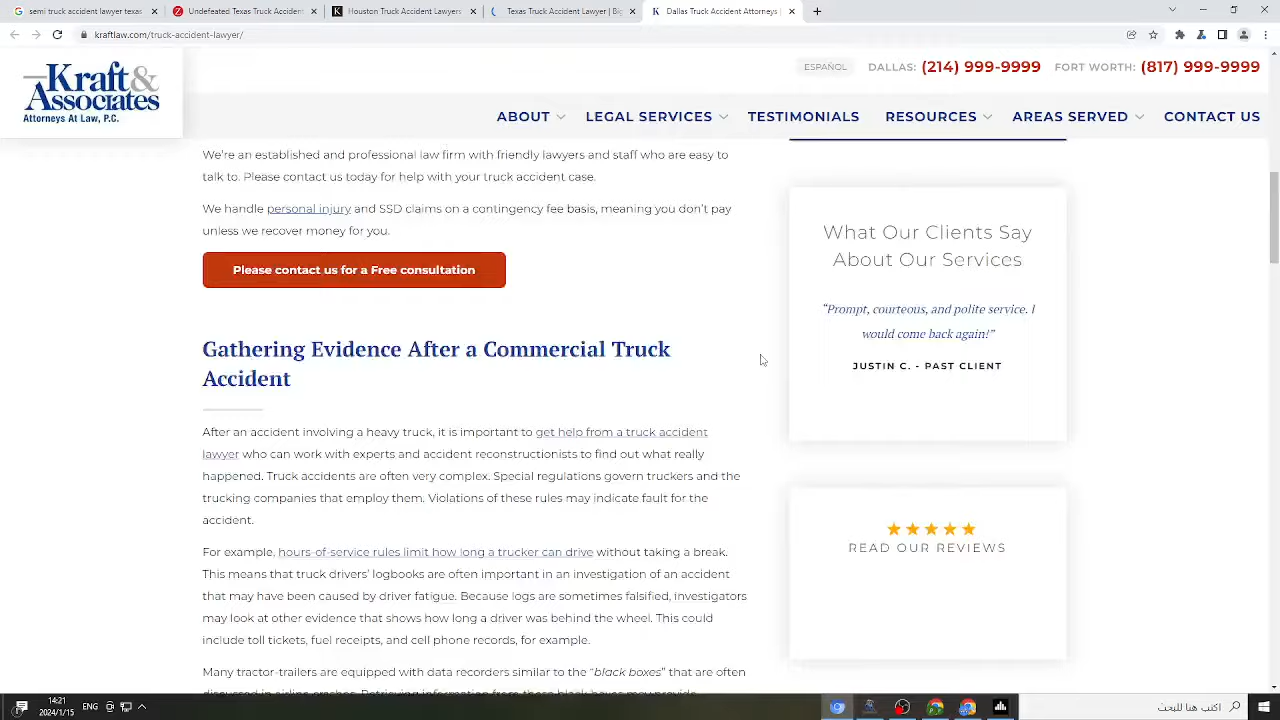 semi truck accident lawyer texas
Undefeated Texas Truck Acciden
Houston Truck Accident Lawyers
Texas Truck Accident Lawyer | Big
Dallas Truck Accident Attorneys |
kraftlaw.com/truck-accident-lawyer/
Kraft&
Associates
Attorneys At Law, P.C.
ESPAÑOL
DALLAS: (214) 999-9999
FORT WORTH: (817) 999-9999
ABOUT
LEGAL SERVICES
TESTIMONIALS
RESOURCES
AREAS SERVED
CONTACT US
We're an established and professional law firm with friendly lawyers and staff who are easy
to talk to. Please contact us today for help with your truck accident case.
We handle personal injury and SSD claims on a contingency fee basis, meaning you don't pay
unless we recover money for you.
Please contact us for a Free consultation
Gathering Evidence After a Commercial Truck
Accident
After an accident involving a heavy truck, it is important to get help from a truck accident
lawyer who can work with experts and accident reconstructionists to find out what really
happened. Truck accidents are often very complex. Special regulations govern truckers and the
trucking companies that employ them. Violations of these rules may indicate fault for the
accident.
For example, hours-of-service rules limit how long a trucker can drive without taking a break.
This means that truck drivers' logbooks are often important in an investigation of an accident
that may have been caused by driver fatigue. Because logs are sometimes falsified, investigators
may look at other evidence that shows how long a driver was behind the wheel. This could
include toll tickets, fuel receipts, and cell phone records, for example.
Many tractor-trailers are equipped with data recorders similar to the "black boxes" that are often
What Our Clients Say
About Our Services
"Prompt, courteous, and polite service. I
would come back again!"
JUSTIN C. - PAST CLIENT
READ OUR REVIEWS
14:21
2024/1/15
ENG
اكتب هنا للبحث